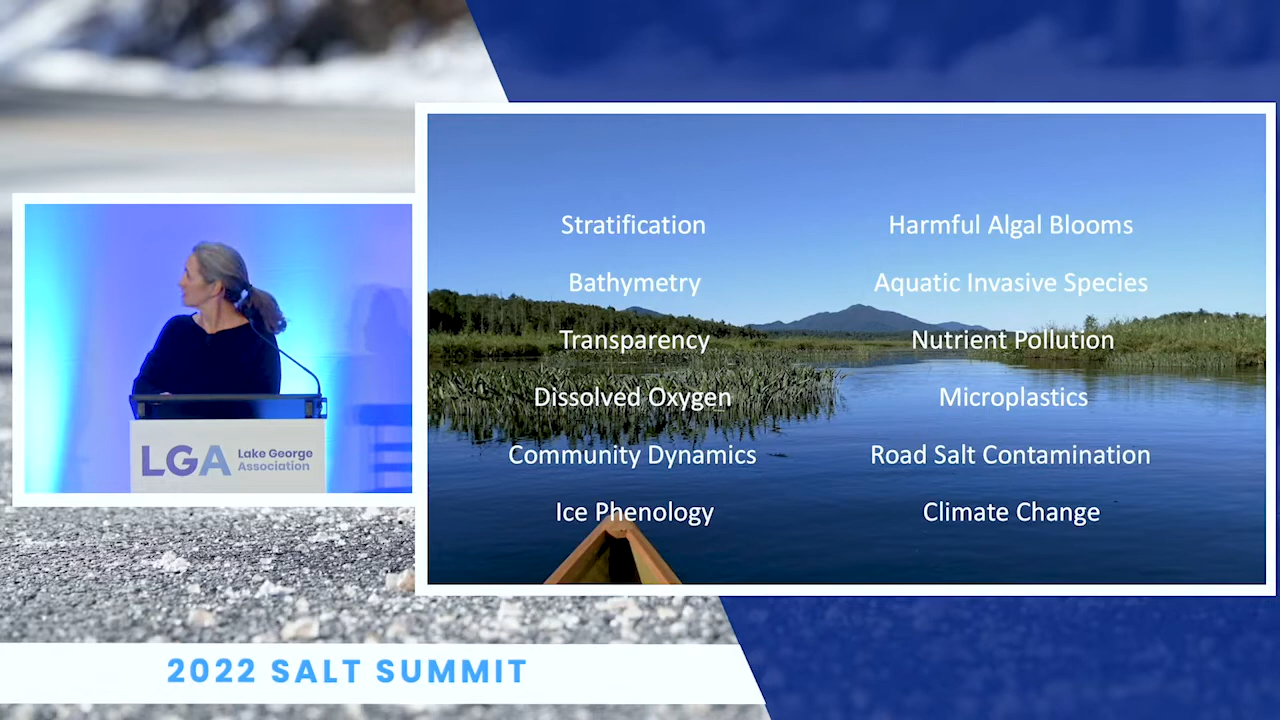 Stratification
Harmful Algal Blooms
Bathymetry
Aquatic Invasive Species
Transparency
Nutrient Pollution
Dissolved Oxygen
Microplastics
Community Dynamics
Road Salt Contamination
Ice Phenology
Climate Change
LGA Lake George
Association
2022 SALT SUMMIT